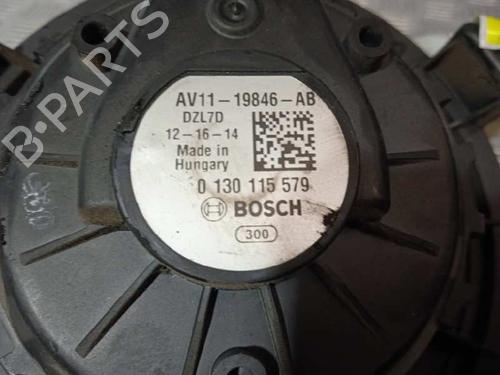 AV11-19846-AB
DZL7D
12-16-14
Made in
Hungary
0 130 115 579
BOSCH
300
B-PARTS